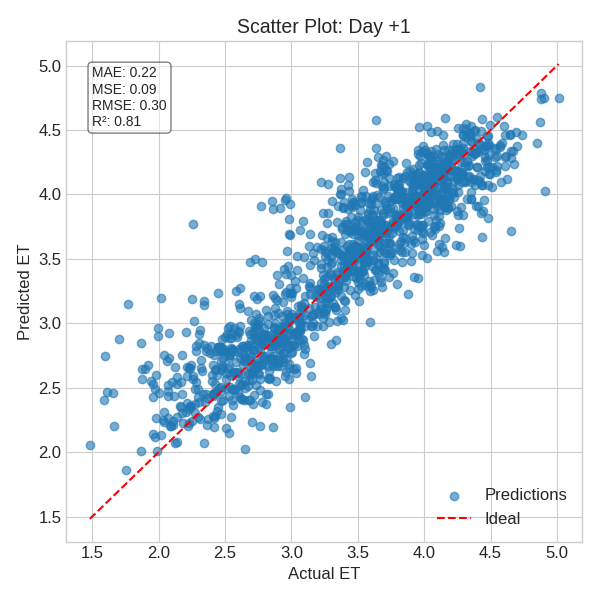 Scatter Plot: Day +1
MAE: 0.22
MSE: 0.09
RMSE: 0.30
R²: 0.81
Predicted ET
5.0
4.5
4.0
3.5
3.0
2.5
2.0
1.5
Predictions
Ideal
1.5 2.0 2.5 3.0 3.5 4.0 4.5 5.0
Actual ET